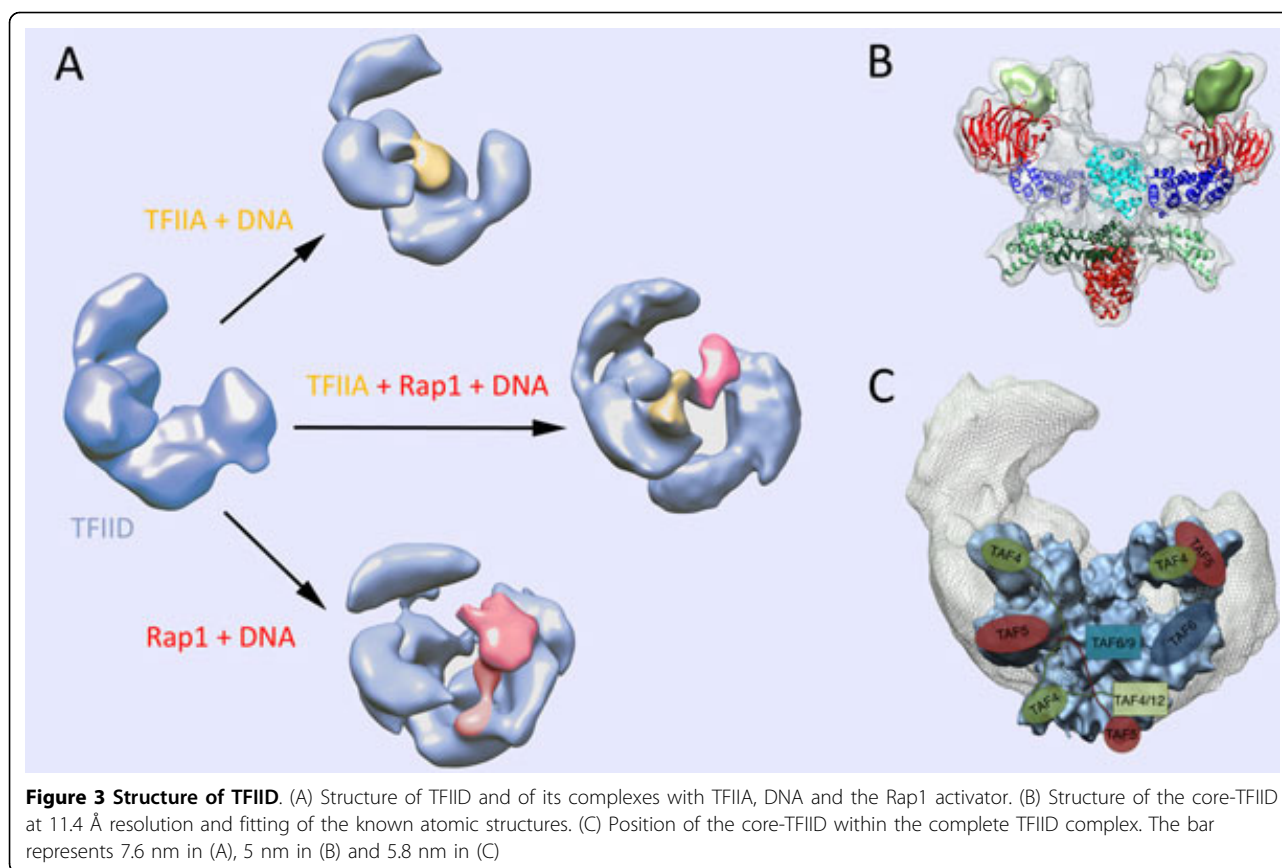 A
TFIIA + DNA
TFIIA + Rap1 + DNA
TFIID
Rap1 + DNA
B
C
TAF4
TAF4
TAF5
TAF5
TAF6/9
TAF6
TAF4
TAF4/12
TAF5
Figure 3 Structure of TFIID. (A) Structure of TFIID and of its complexes with TFIIA, DNA and the Rap1 activator. (B) Structure of the core-TFIID
at 11.4 Å resolution and fitting of the known atomic structures. (C) Position of the core-TFIID within the complete TFIID complex. The bar
represents 7.6 nm in (A), 5 nm in (B) and 5.8 nm in (C)